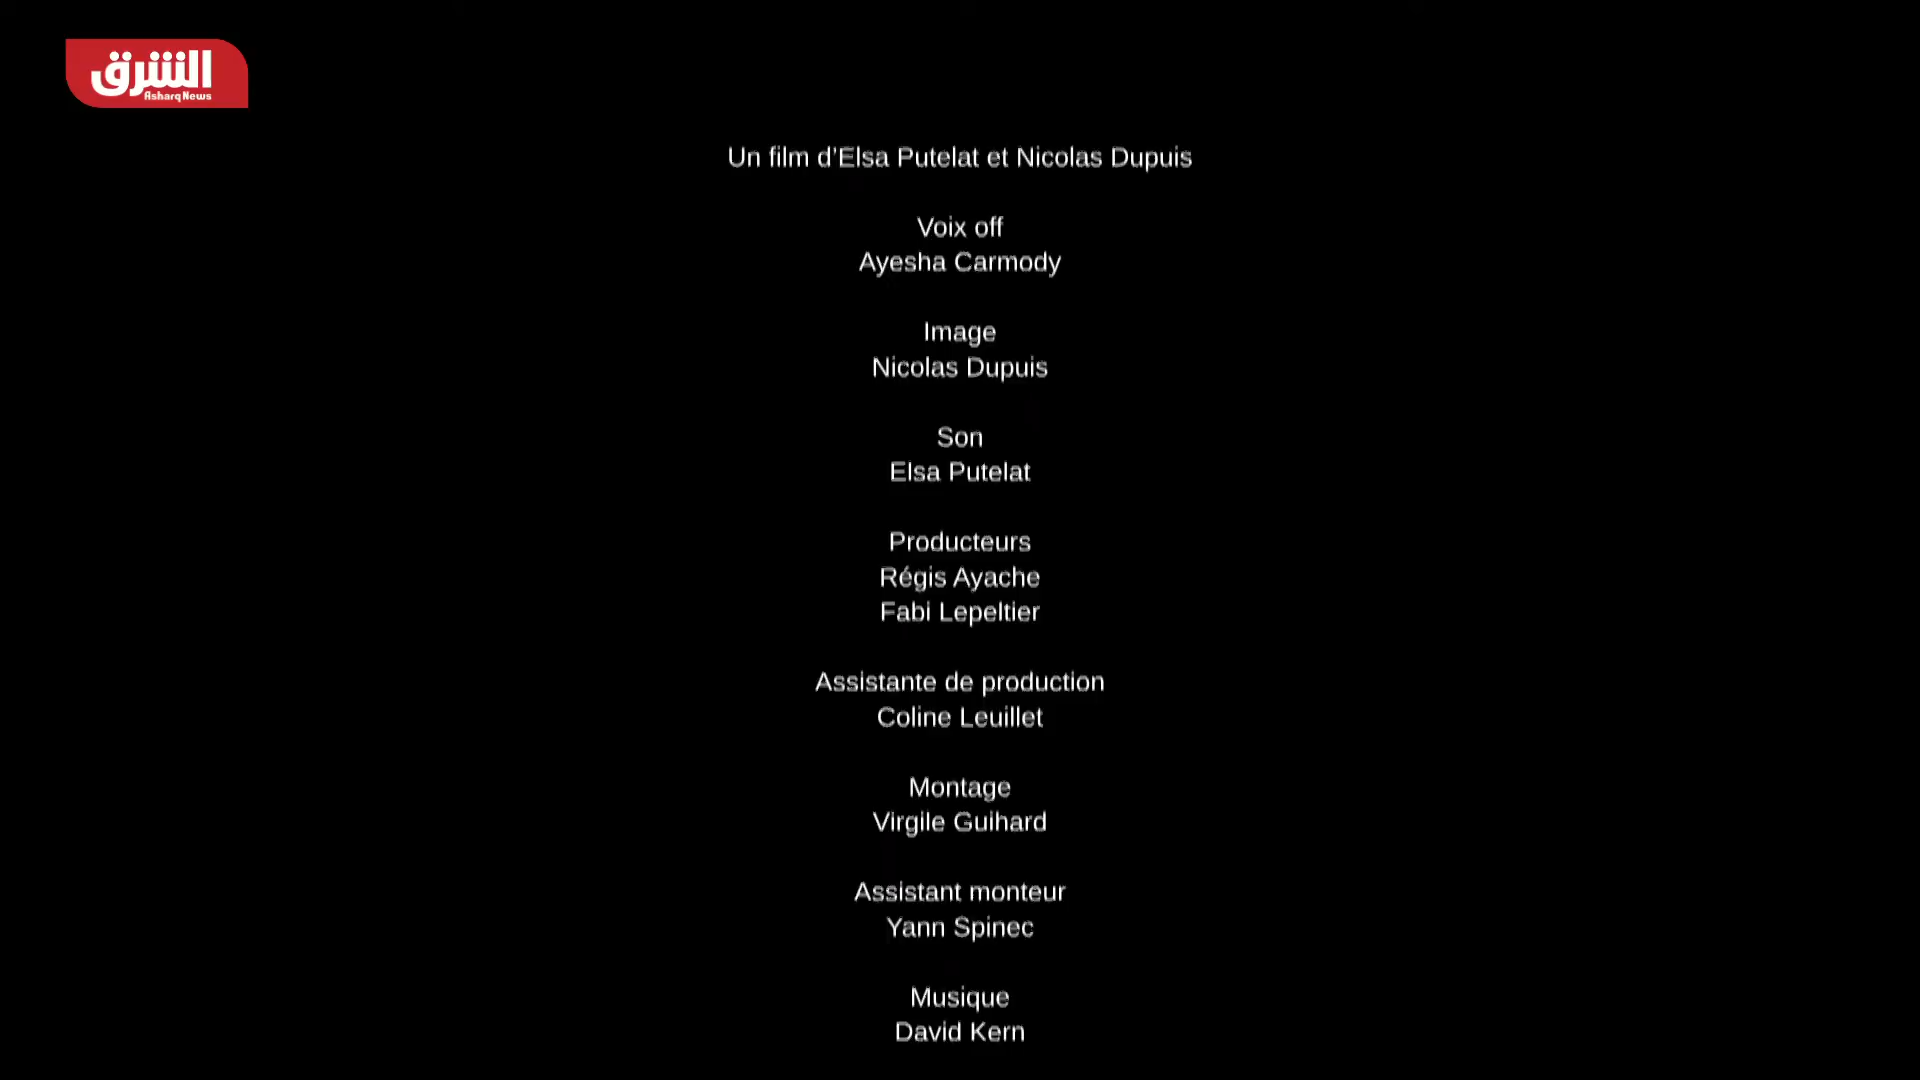 الشرق
Asharq News
Un film d’Elsa Putelat et Nicolas Dupuis
Voix off
Ayesha Carmody
Image
Nicolas Dupuis
Son
Elsa Putelat
Producteurs
Régis Ayache
Fabi Lepeltier
Assistante de production
Coline Leuillet
Montage
Virgile Guihard
Assistant monteur
Yann Spinec
Musique
David Kern